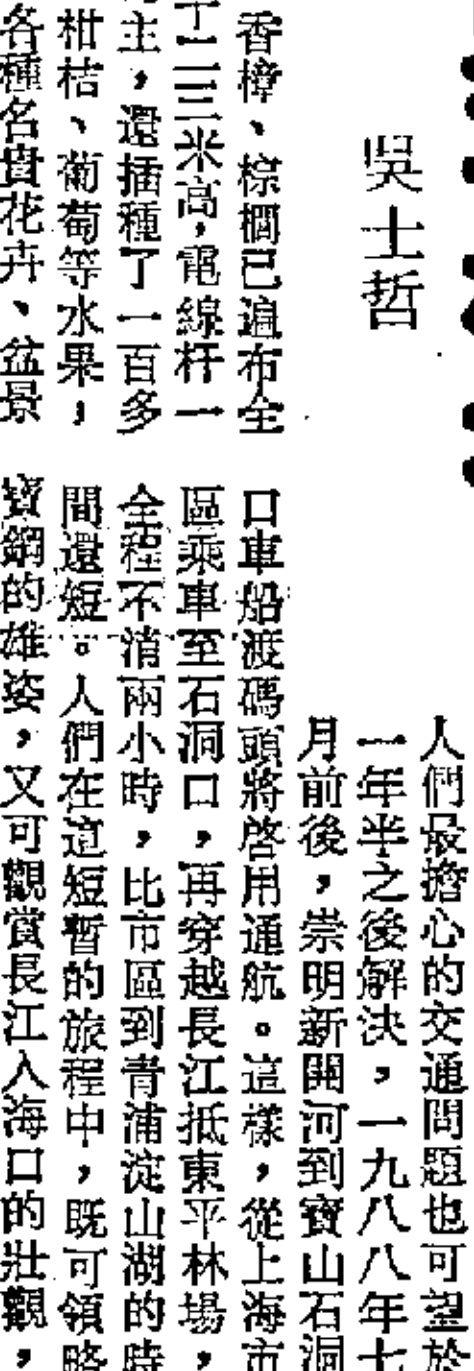 吳士哲
香樟、棕櫚已遍布全
十二三米高，電線杆一
主，還插種了一百多
柑桔、葡萄等水果；
各種名貴花卉、盆景
人們最擔心的交通問題也可望於
一年半之後解決，一九八八年七
月前後，崇明新開河到寶山石洞
口車船渡碼頭將啓用通航。這樣，從上海市
區乘車至石洞口，再穿越長江抵東平林場，
全程不消兩小時，比市區到青浦淀山湖的時
間還短。人們在這短暫的旅程中，既可領略
寶鋼的雄姿，又可觀賞長江入海口的壯觀，